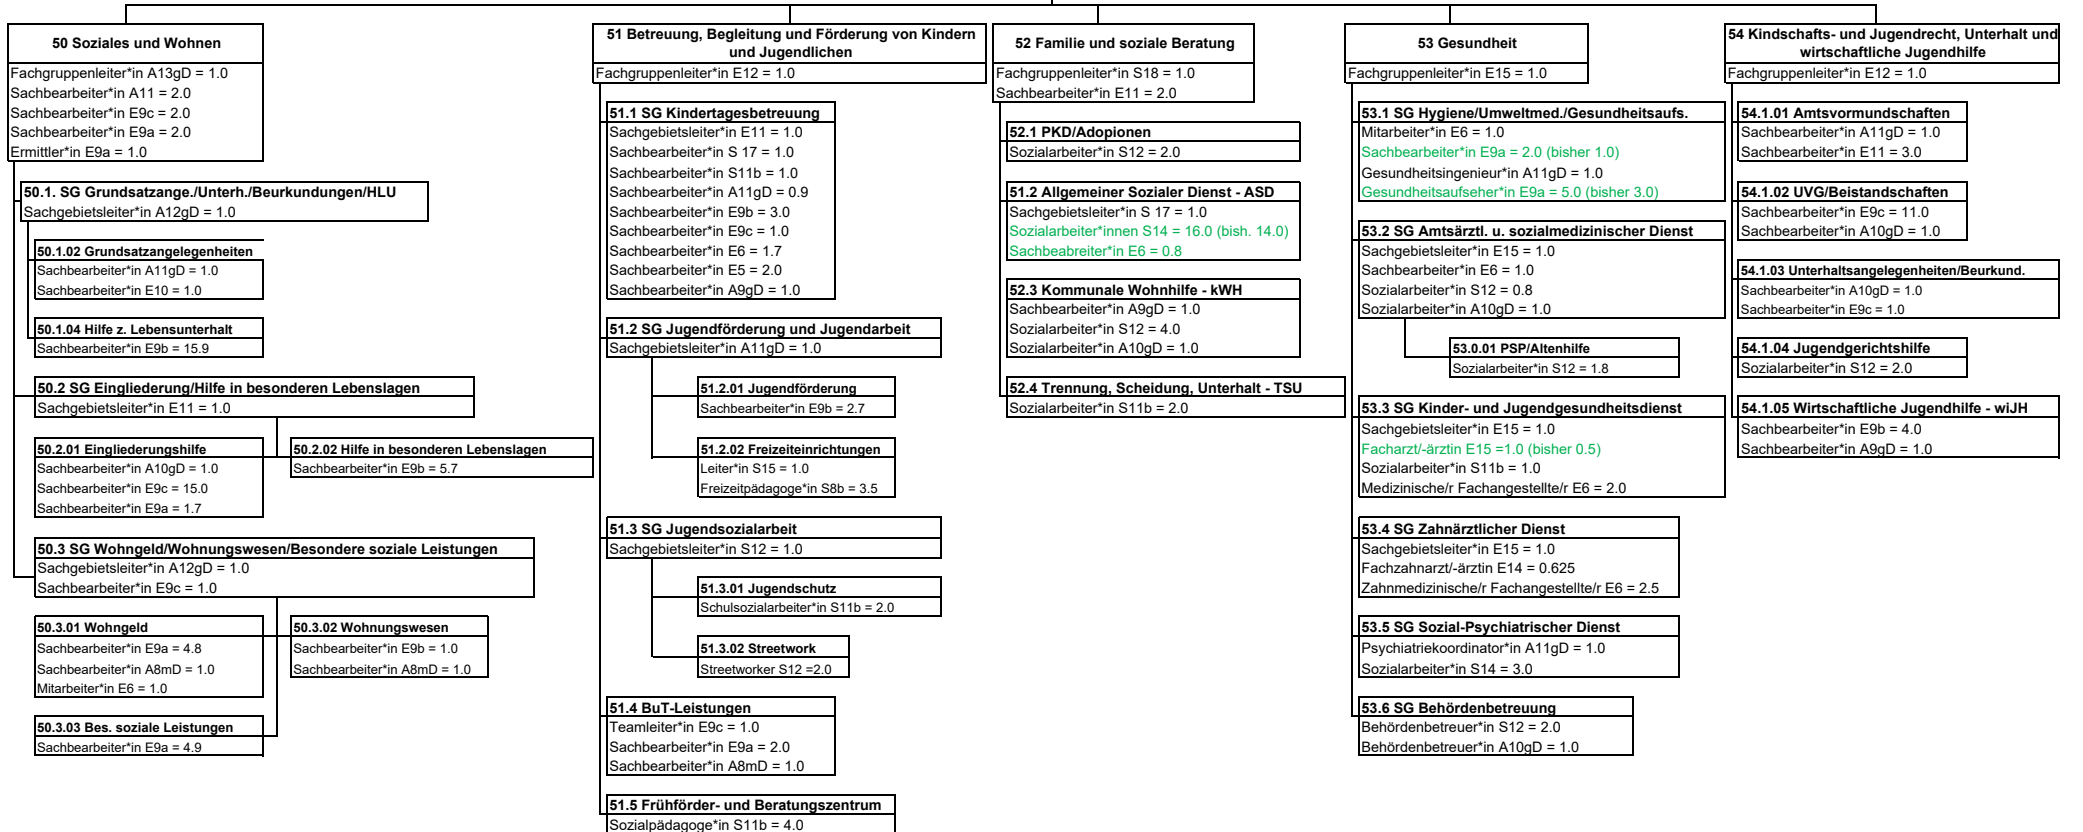 50 Soziales und Wohnen
Fachgruppenleiter*in A13gD = 1.0
Sachbearbeiter*in A11 = 2.0
Sachbearbeiter*in E9c = 2.0
Sachbearbeiter*in E9a = 2.0
Ermittler*in E9a = 1.0
50.1. SG Grundsatzange./Unterh./Beurkundungen/HLU
Sachgebietsleiter*in A12gD = 1.0
50.1.02 Grundsatzangelegenheiten
Sachbearbeiter*in A11gD = 1.0
Sachbearbeiter*in E10 = 1.0
50.1.04 Hilfe z. Lebensunterhalt
Sachbearbeiter*in E9b = 15.9
50.2 SG Eingliederung/Hilfe in besonderen Lebenslagen
Sachgebietsleiter*in E11 = 1.0
50.2.01 Eingliederungshilfe
Sachbearbeiter*in A10gD = 1.0
Sachbearbeiter*in E9c = 15.0
Sachbearbeiter*in E9a = 1.7
50.2.02 Hilfe in besonderen Lebenslagen
Sachbearbeiter*in E9b = 5.7
50.3 SG Wohngeld/Wohnungswesen/Besondere soziale Leistungen
Sachgebietsleiter*in A12gD = 1.0
Sachbearbeiter*in E9c = 1.0
50.3.01 Wohngeld
Sachbearbeiter*in E9a = 4.8
Sachbearbeiter*in A8mD = 1.0
Mitarbeiter*in E6 = 1.0
50.3.02 Wohnungswesen
Sachbearbeiter*in E9b = 1.0
Sachbearbeiter*in A8mD = 1.0
50.3.03 Bes. soziale Leistungen
Sachbearbeiter*in E9a = 4.9
51 Betreuung, Begleitung und Förderung von Kindern
und Jugendlichen
Fachgruppenleiter*in E12 = 1.0
51.1 SG Kindertagesbetreuung
Sachgebietsleiter*in E11 = 1.0
Sachbearbeiter*in S 17 = 1.0
Sachbearbeiter*in S11b = 1.0
Sachbearbeiter*in A11gD = 0.9
Sachbearbeiter*in E9b = 3.0
Sachbearbeiter*in E9c = 1.0
Sachbearbeiter*in E6 = 1.7
Sachbearbeiter*in E5 = 2.0
Sachbearbeiter*in A9gD = 1.0
51.2 SG Jugendförderung und Jugendarbeit
Sachgebietsleiter*in A11gD = 1.0
51.2.01 Jugendförderung
Sachbearbeiter*in E9b = 2.7
51.2.02 Freizeiteinrichtungen
Leiter*in S15 = 1.0
Freizeitpädagoge*in S8b = 3.5
51.3 SG Jugendsozialarbeit
Sachgebietsleiter*in S12 = 1.0
51.3.01 Jugendschutz
Schulsozialarbeiter*in S11b = 2.0
51.3.02 Streetwork
Streetworker S12 =2.0
51.4 BuT-Leistungen
Teamleiter*in E9c = 1.0
Sachbearbeiter*in E9a = 2.0
Sachbearbeiter*in A8mD = 1.0
51.5 Frühförder- und Beratungszentrum
Sozialpädagoge*in S11b = 4.0
52 Familie und soziale Beratung
Fachgruppenleiter*in S18 = 1.0
Sachbearbeiter*in E11 = 2.0
52.1 PKD/Adopionen
Sozialarbeiter*in S12 = 2.0
51.2 Allgemeiner Sozialer Dienst - ASD
Sachgebietsleiter*in S 17 = 1.0
Sozialarbeiter*innen S14 = 16.0 (bish. 14.0)
Sachbeabreiter*in E6 = 0.8
52.3 Kommunale Wohnhilfe - kWH
Sachbearbeiter*in A9gD = 1.0
Sozialarbeiter*in S12 = 4.0
Sozialarbeiter*in A10gD = 1.0
52.4 Trennung, Scheidung, Unterhalt - TSU
Sozialarbeiter*in S11b = 2.0
53 Gesundheit
Fachgruppenleiter*in E15 = 1.0
53.1 SG Hygiene/Umweltmed./Gesundheitsaufs.
Mitarbeiter*in E6 = 1.0
Sachbearbeiter*in E9a = 2.0 (bisher 1.0)
Gesundheitsingenieur*in A11gD = 1.0
Gesundheitsaufseher*in E9a = 5.0 (bisher 3.0)
53.2 SG Amtsärztl. u. sozialmedizinischer Dienst
Sachgebietsleiter*in E15 = 1.0
Sachbearbeiter*in E6 = 1.0
Sozialarbeiter*in S12 = 0.8
Sozialarbeiter*in A10gD = 1.0
53.0.01 PSP/Altenhilfe
Sozialarbeiter*in S12 = 1.8
53.3 SG Kinder- und Jugendgesundheitsdienst
Sachgebietsleiter*in E15 = 1.0
Facharzt/-ärztin E15 =1.0 (bisher 0.5)
Sozialarbeiter*in S11b = 1.0
Medizinische/r Fachangestellte/r E6 = 2.0
53.4 SG Zahnärztlicher Dienst
Sachgebietsleiter*in E15 = 1.0
Fachzahnarzt/-ärztin E14 = 0.625
Zahnmedizinische/r Fachangestellte/r E6 = 2.5
53.5 SG Sozial-Psychiatrischer Dienst
Psychiatriekoordinator*in A11gD = 1.0
Sozialarbeiter*in S14 = 3.0
53.6 SG Behördenbetreuung
Behördenbetreuer*in S12 = 2.0
Behördenbetreuer*in A10gD = 1.0
54 Kindschafts- und Jugendrecht, Unterhalt und
wirtschaftliche Jugendhilfe
Fachgruppenleiter*in E12 = 1.0
54.1.01 Amtsvormundschaften
Sachbearbeiter*in A11gD = 1.0
Sachbearbeiter*in E11 = 3.0
54.1.02 UVG/Beistandschaften
Sachbearbeiter*in E9c = 11.0
Sachbearbeiter*in A10gD = 1.0
54.1.03 Unterhaltsangelegenheiten/Beurkund.
Sachbearbeiter*in A10gD = 1.0
Sachbearbeiter*in E9c = 1.0
54.1.04 Jugendgerichtshilfe
Sozialarbeiter*in S12 = 2.0
54.1.05 Wirtschaftliche Jugendhilfe - wiJH
Sachbearbeiter*in E9b = 4.0
Sachbearbeiter*in A9gD = 1.0